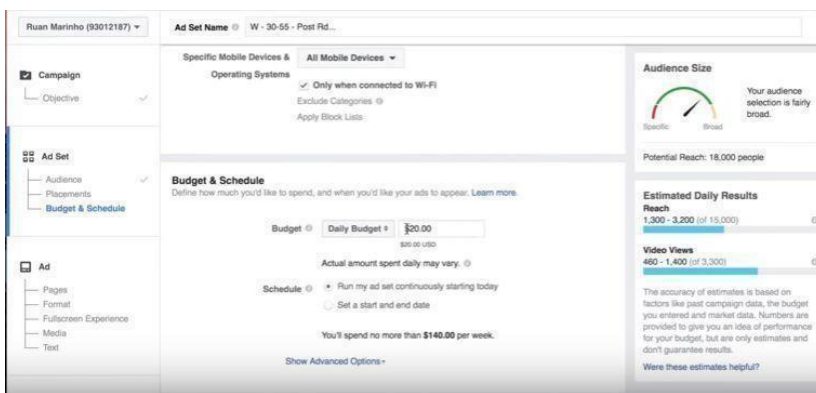 Ruan Marinho (93012187)
Ad Set Name W - 30-55 - Post Rd...
Campaign
Objective
Ad Set
Audience
Placements
Budget & Schedule
Ad
Pages
Format
Fullscreen Experience
Media
Text
Specific Mobile Devices &
Operating Systems
All Mobile Devices
Only when connected to Wi-Fi
Exclude Categories
Apply Block Lists
Budget & Schedule
Define how much you'd like to spend, and when you'd like your ads to appear. Learn more.
Budget Daily Budget $20.00
$20.00 USD
Actual amount spent daily may vary.
Schedule Run my ad set continuously starting today
Set a start and end date
You'll spend no more than $140.00 per week.
Show Advanced Options
Audience Size
Your audience
selection is fairly
broad.
Specific Broad
Potential Reach: 18,000 people
Estimated Daily Results
Reach
1,300 - 3,200 (of 15,000)
Video Views
460 - 1,400 (of 3,300)
The accuracy of estimates is based on
factors like past campaign data, the budget
you entered and market data. Numbers are
provided to give you an idea of performance
for your budget, but are only estimates and
don't guarantee results.
Were these estimates helpful?